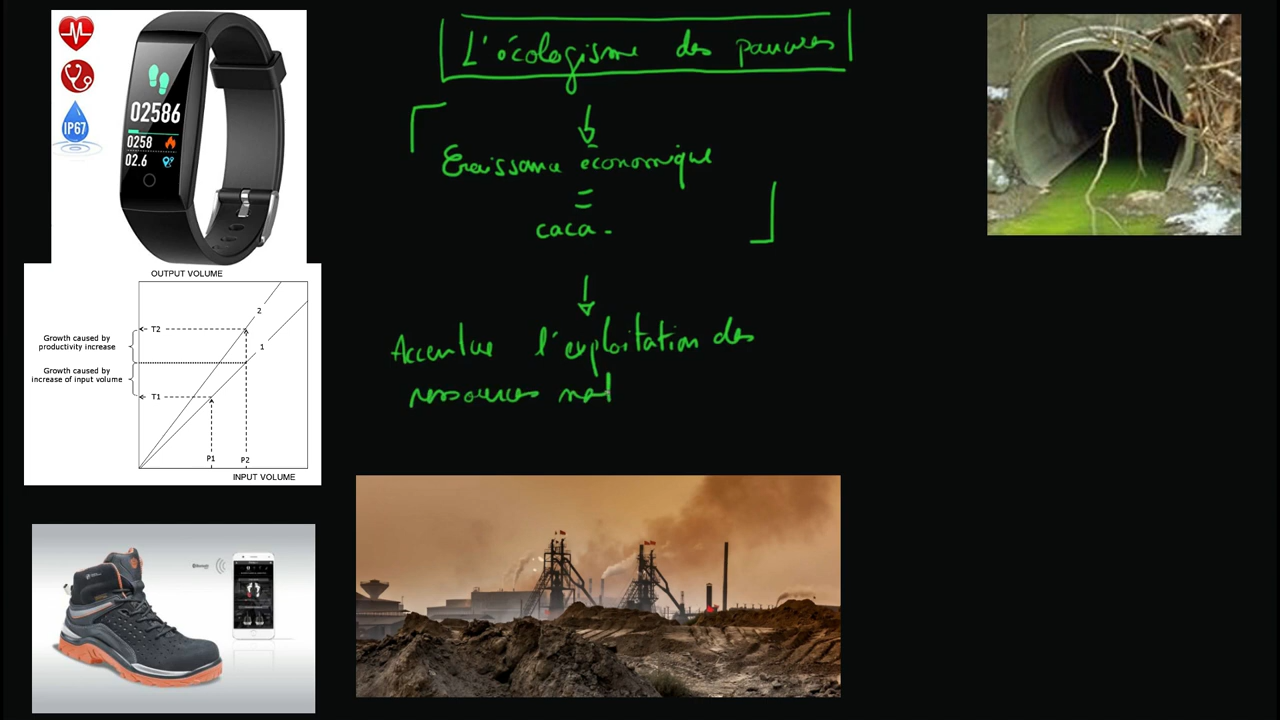 L'écologisme des pauvres
Croissance économique
=
caca.
Accentue l'exploitation des
ressources nat
IP67
02586
0258
02.6
OUTPUT VOLUME
2
T2
Growth caused by
productivity increase
1
Growth caused by
increase of input volume
T1
P1
P2
INPUT VOLUME